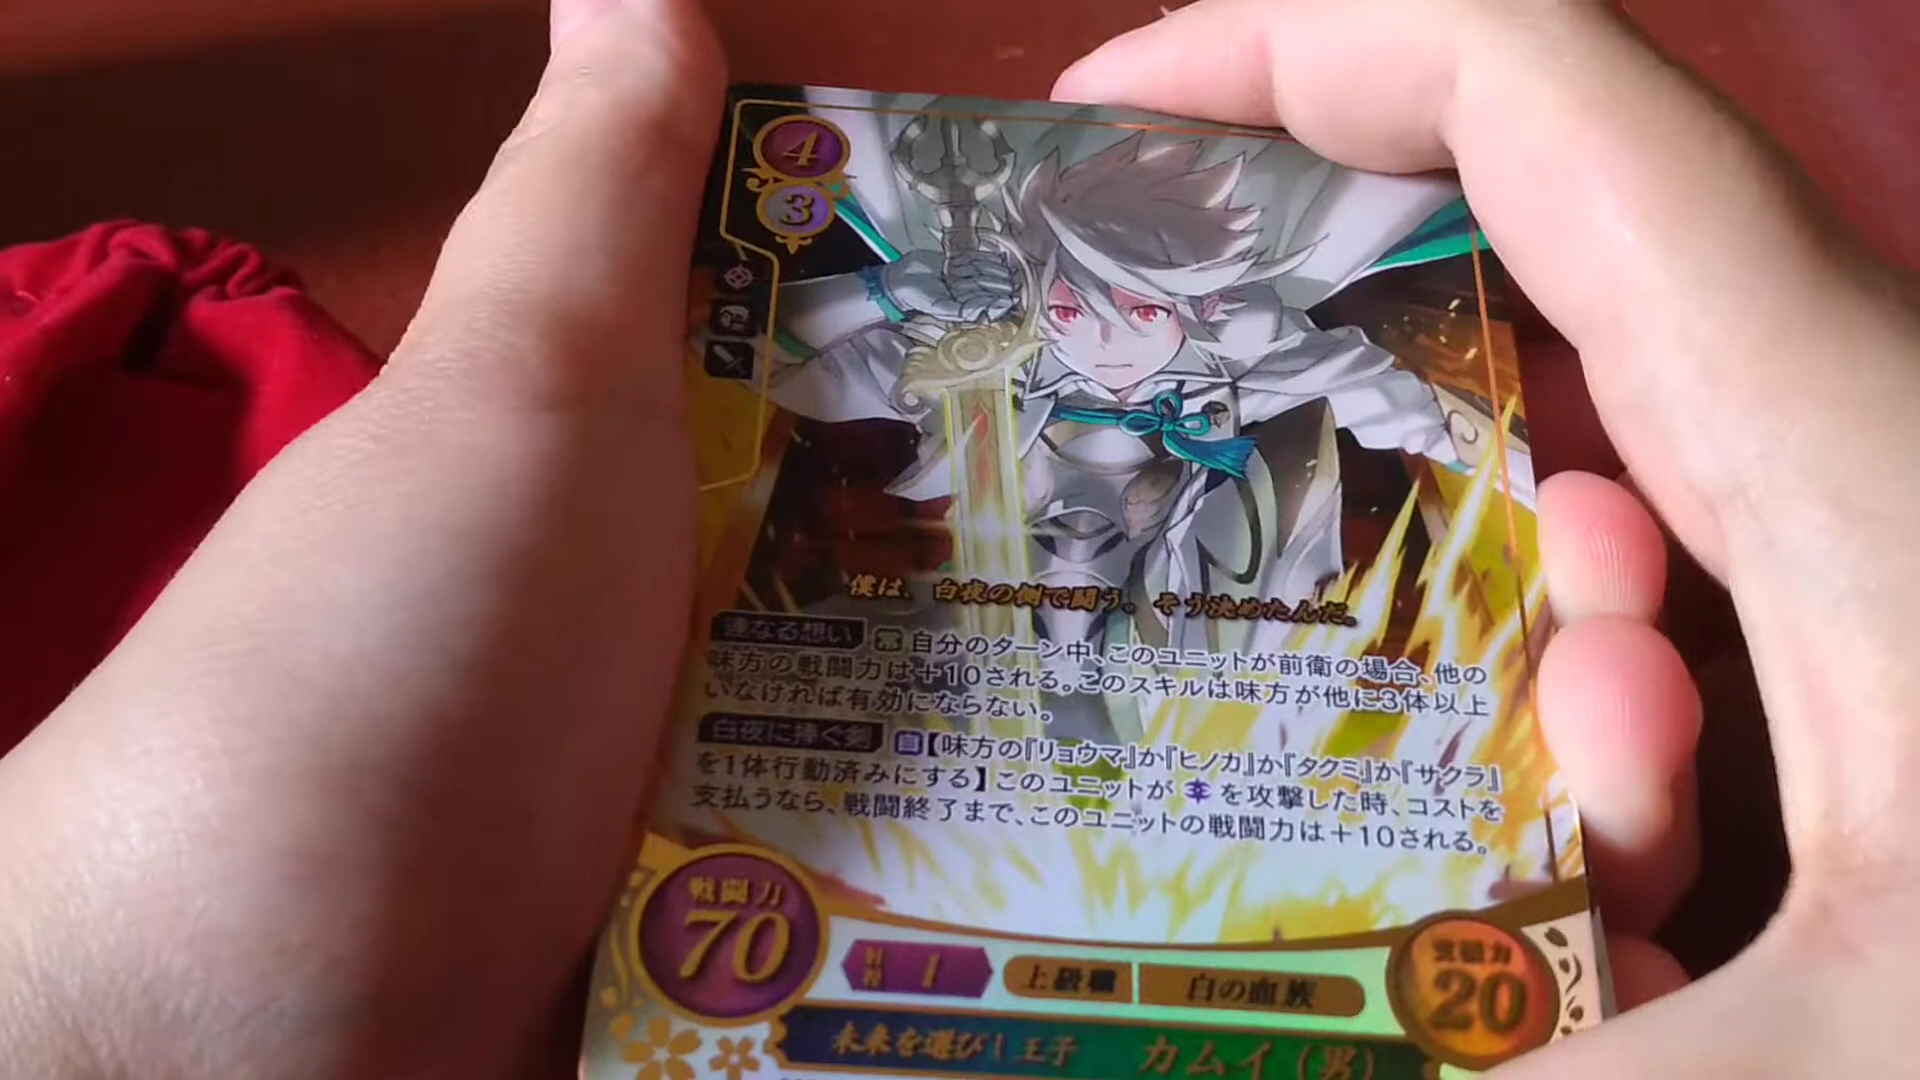 4
3
僕は、白夜の側で闘う。そう決めたんだ。
連なる想い 常 自分のターン中、このユニットが前衛の場合、他の
味方の戦闘力は+10される。このスキルは味方が他に3体以上
いなければ有効にならない。
白夜に捧ぐ剣 自【味方の『リョウマ』か『ヒノカ』か『タクミ』か『サクラ』
を1体行動済みにする】このユニットが を攻撃した時、コストを
支払うなら、戦闘終了まで、このユニットの戦闘力は+10される。
戦闘力
70
射程 1
上級職
白の血族
支援力
20
未来を選びし王子 カムイ(男)